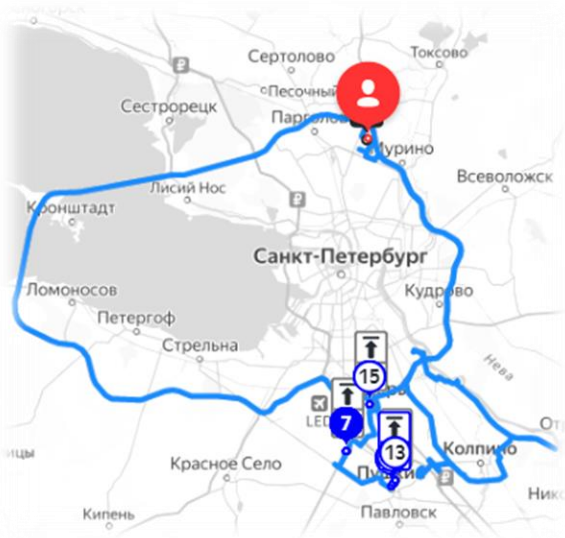 Сертолово
Токсово
Песочный
Сестрорецк
Мурино
Всеволожск
Лисий Нос
Кронштадт
Санкт-Петербург
Ломоносов
Кудрово
Петергоф
Стрельна
Нева
15
LED
7
13
Колпино
Красное Село
Кипень
Павловск